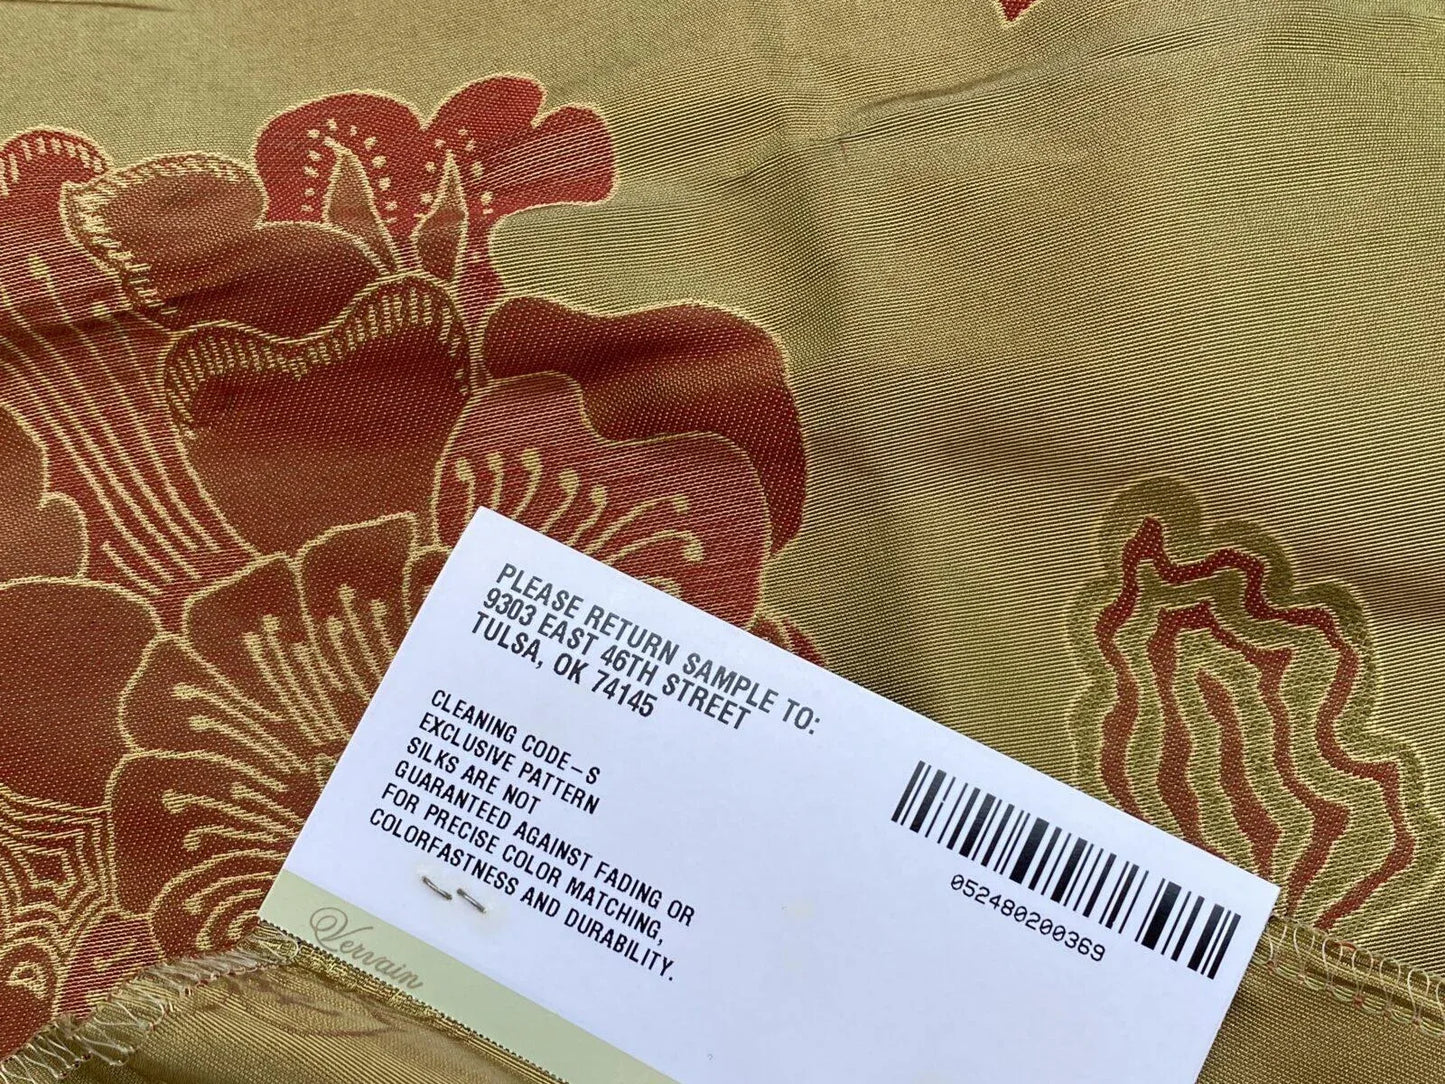 PLEASE RETURN SAMPLE TO:
9303 EAST 46TH STREET
TULSA, OK 74145
CLEANING CODE-S
EXCLUSIVE PATTERN
SILKS ARE NOT
GUARANTEED AGAINST FADING OR
FOR PRECISE COLOR MATCHING,
COLORFASTNESS AND DURABILITY.
052480200369
Vervain